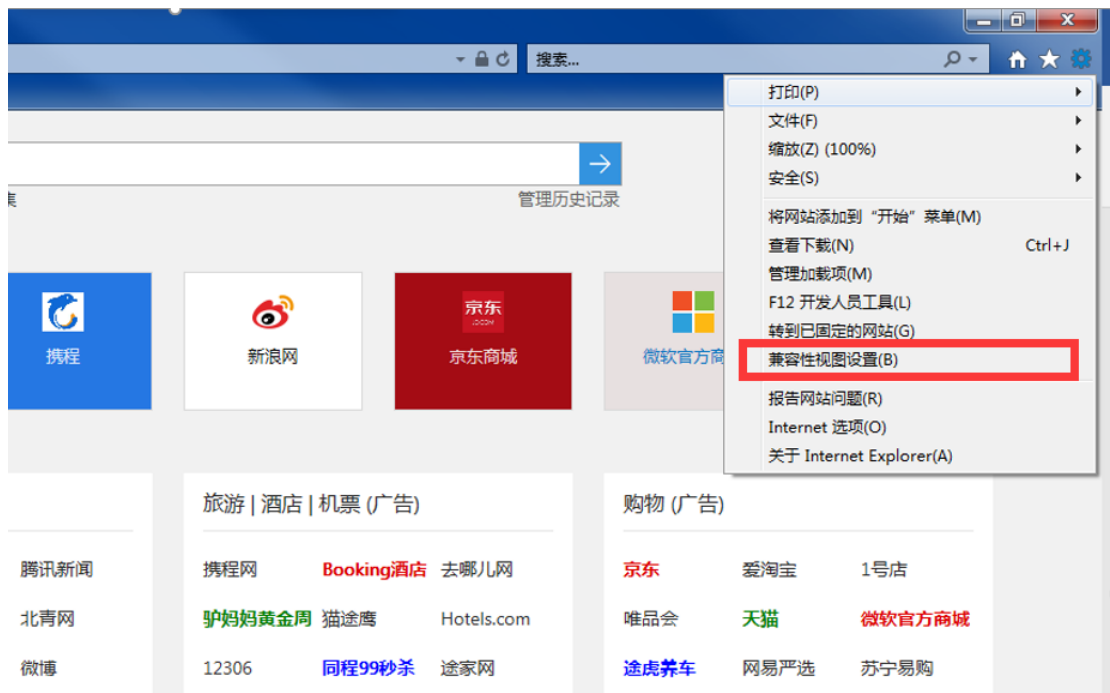 搜索...
打印(P)
文件(F)
缩放(Z) (100%)
安全(S)
将网站添加到“开始”菜单(M)
查看下载(N) Ctrl+J
管理加载项(M)
F12 开发人员工具(L)
转到已固定的网站(G)
兼容性视图设置(B)
报告网站问题(R)
Internet 选项(O)
关于 Internet Explorer(A)
集
管理历史记录
携程
新浪网
京东
.COM
京东商城
微软官方商
旅游 | 酒店 | 机票 (广告)
购物 (广告)
腾讯新闻
携程网 Booking酒店 去哪儿网
京东 爱淘宝 1号店
北青网
驴妈妈黄金周 猫途鹰 Hotels.com
唯品会 天猫 微软官方商城
微博
12306 同程99秒杀 途家网
途虎养车 网易严选 苏宁易购